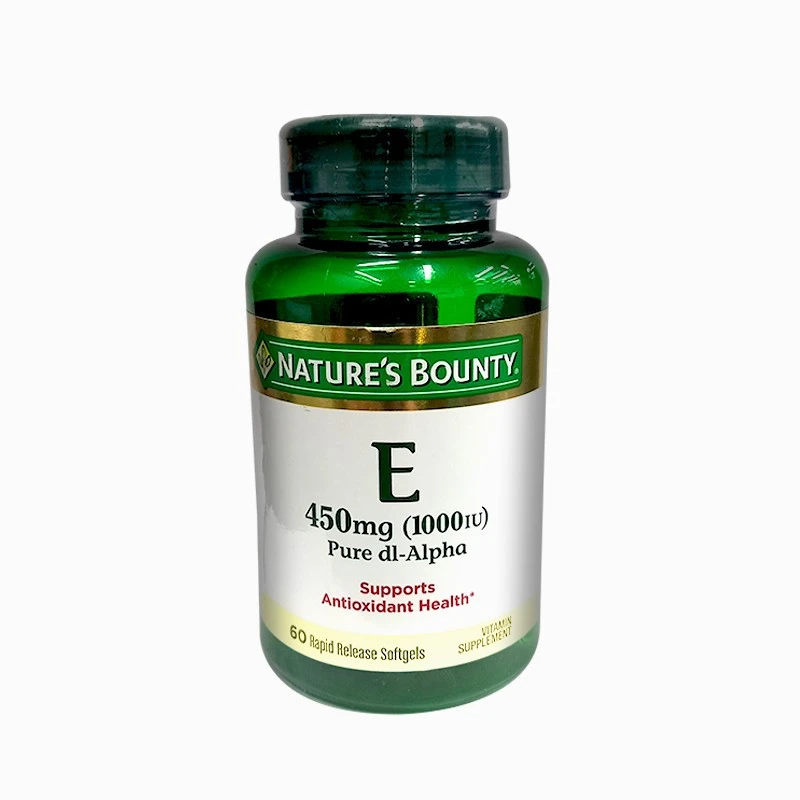 NATURE'S BOUNTY®
E
450mg (1000IU)
Pure dl-Alpha
Supports
Antioxidant Health*
60 Rapid Release Softgels
VITAMIN
SUPPLEMENT